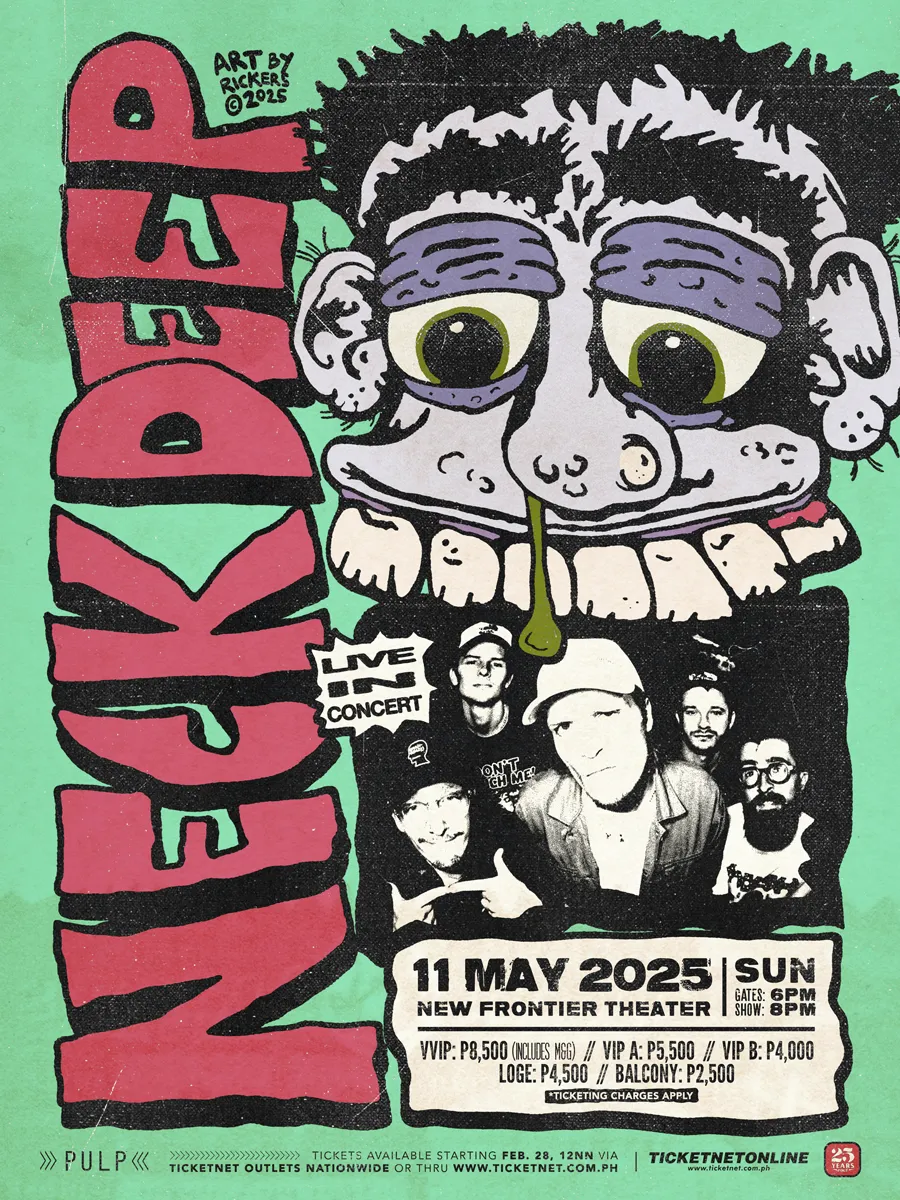 NECK DEEP
ART BY
RICKERS
©2025
LIVE
IN
CONCERT
ON'T
CH ME!
11 MAY 2025
SUN
NEW FRONTIER THEATER
GATES: 6PM
SHOW: 8PM
VVIP: P8,500 (INCLUDES M&G) // VIP A: P5,500 // VIP B: P4,000
LOGE: P4,500 // BALCONY: P2,500
*TICKETING CHARGES APPLY
PULP
TICKETS AVAILABLE STARTING FEB. 28, 12NN VIA
TICKETNET OUTLETS NATIONWIDE OR THRU WWW.TICKETNET.COM.PH
TICKETNETONLINE
www.ticketnet.com.ph
25
YEARS